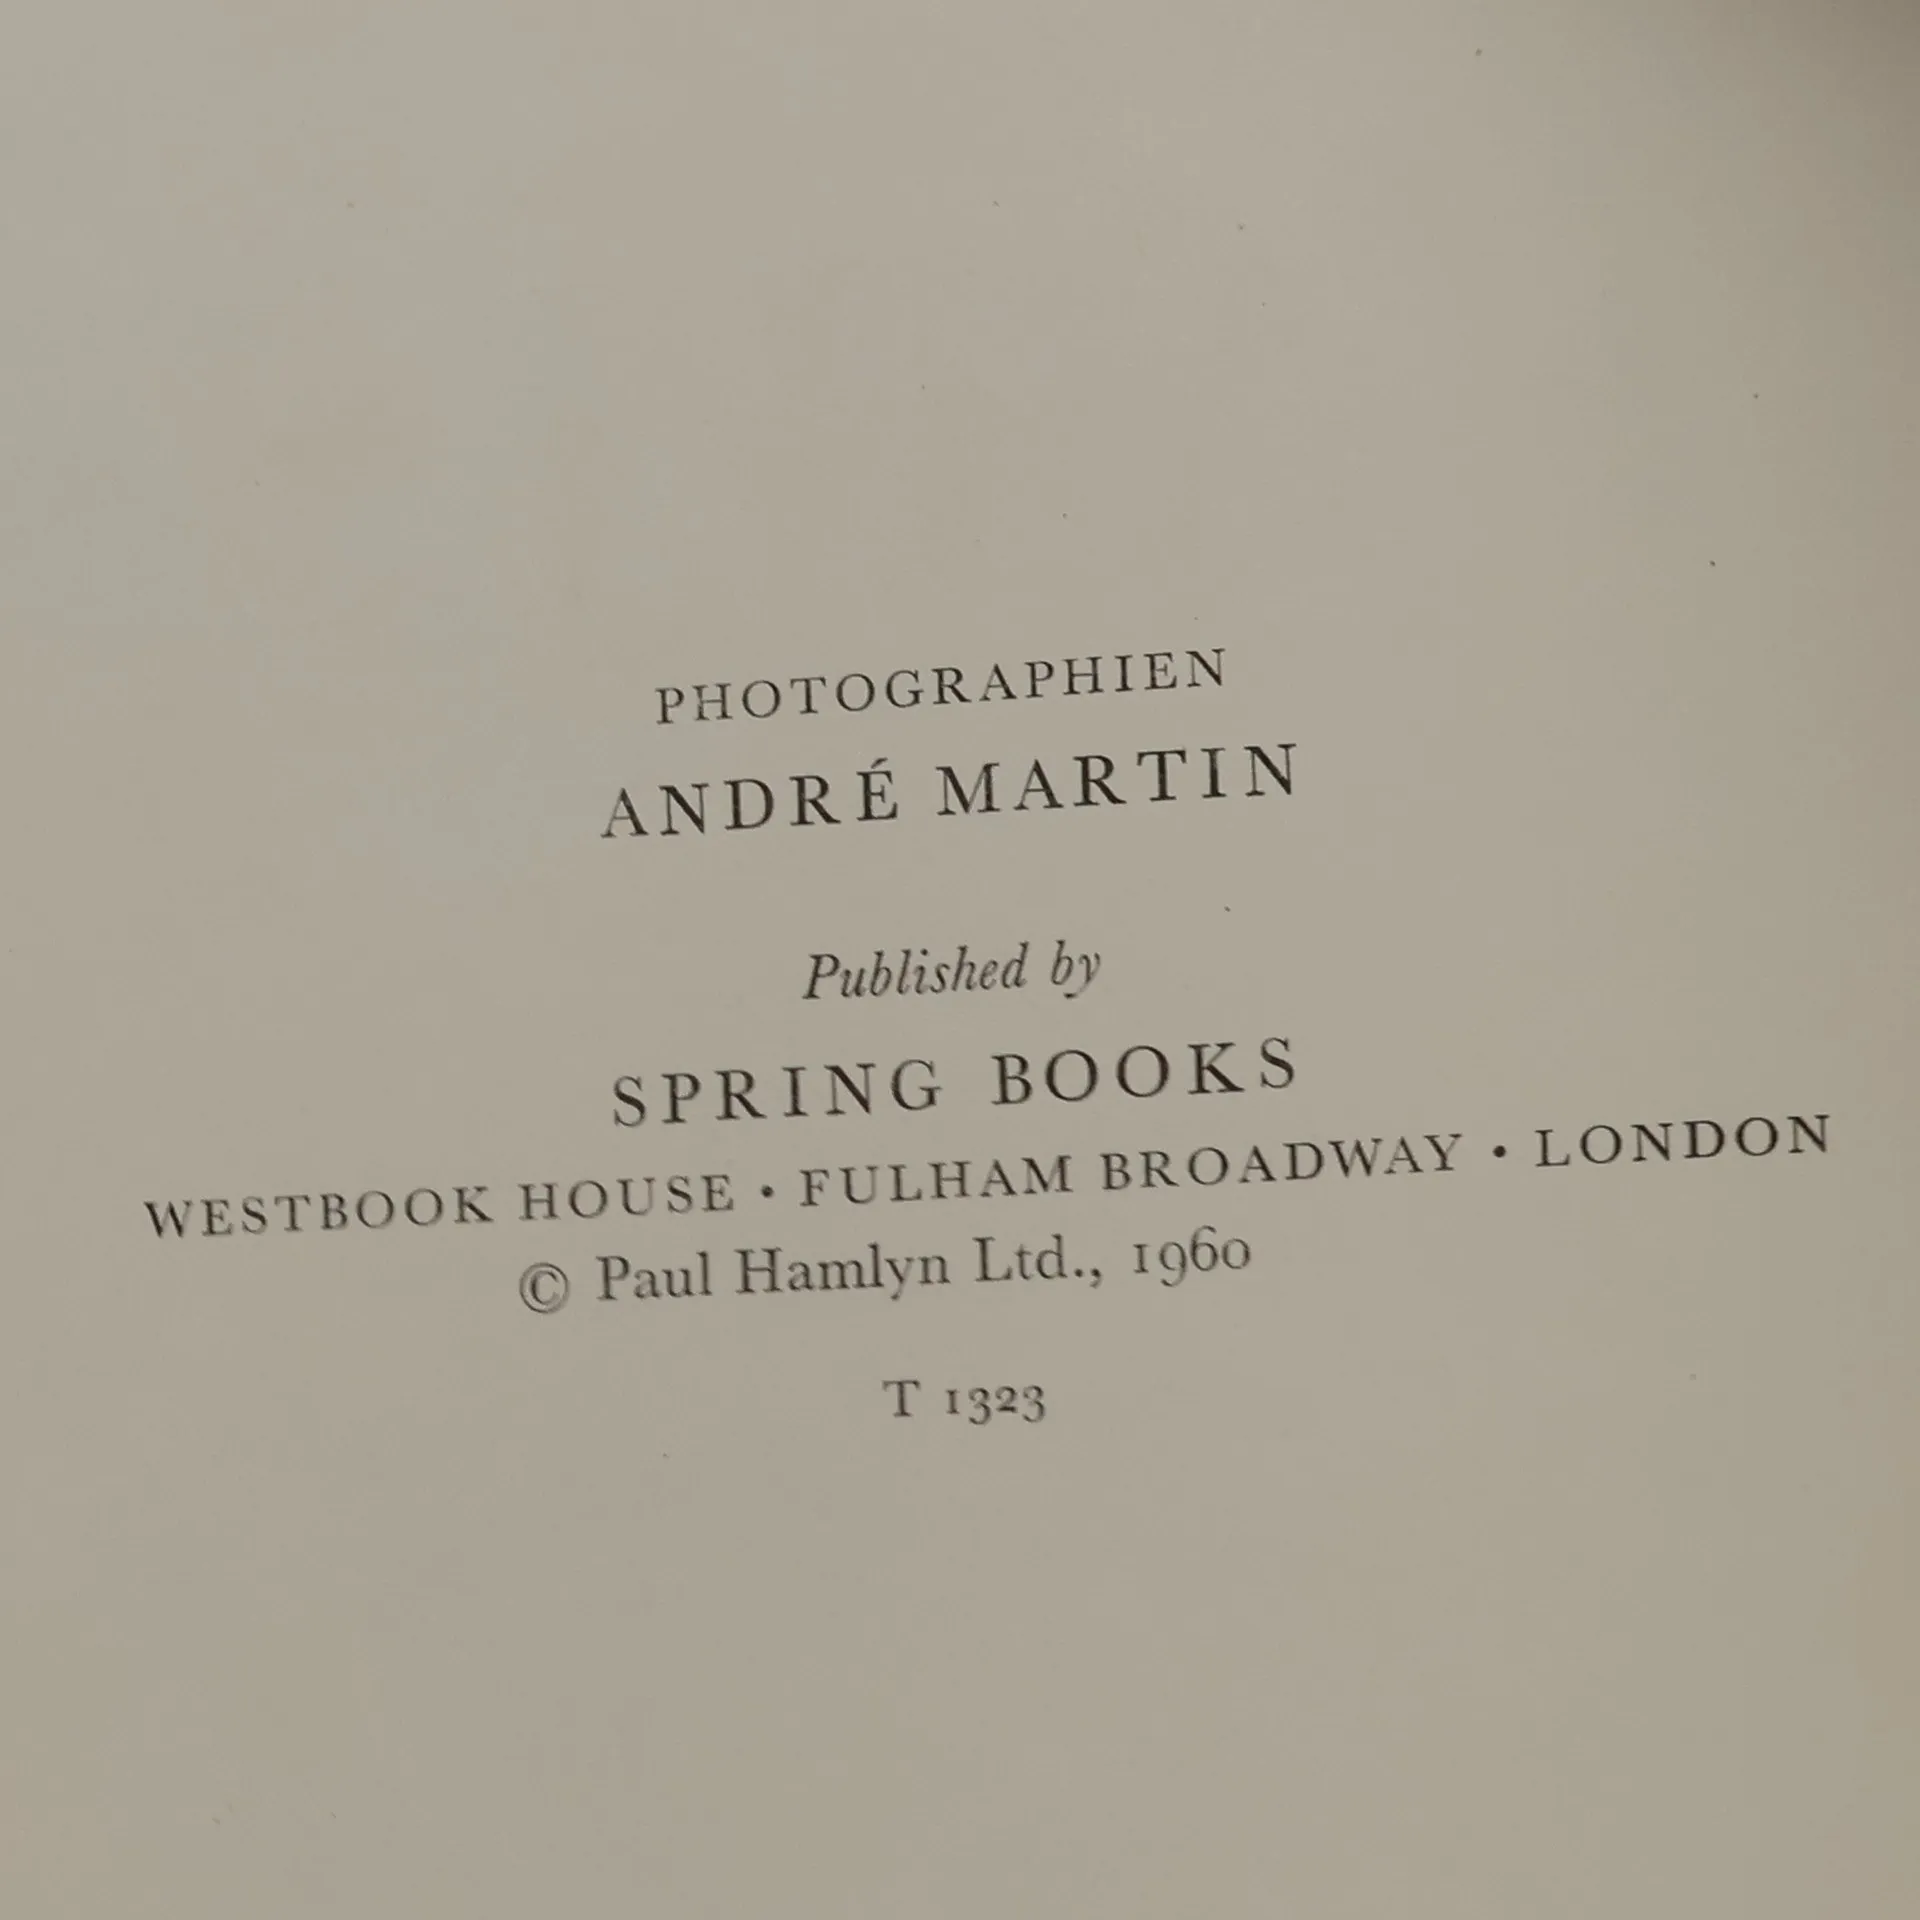 PHOTOGRAPHIEN
ANDRÉ MARTIN
Published by
SPRING BOOKS
WESTBOOK HOUSE • FULHAM BROADWAY • LONDON
© Paul Hamlyn Ltd., 1960
T 1323